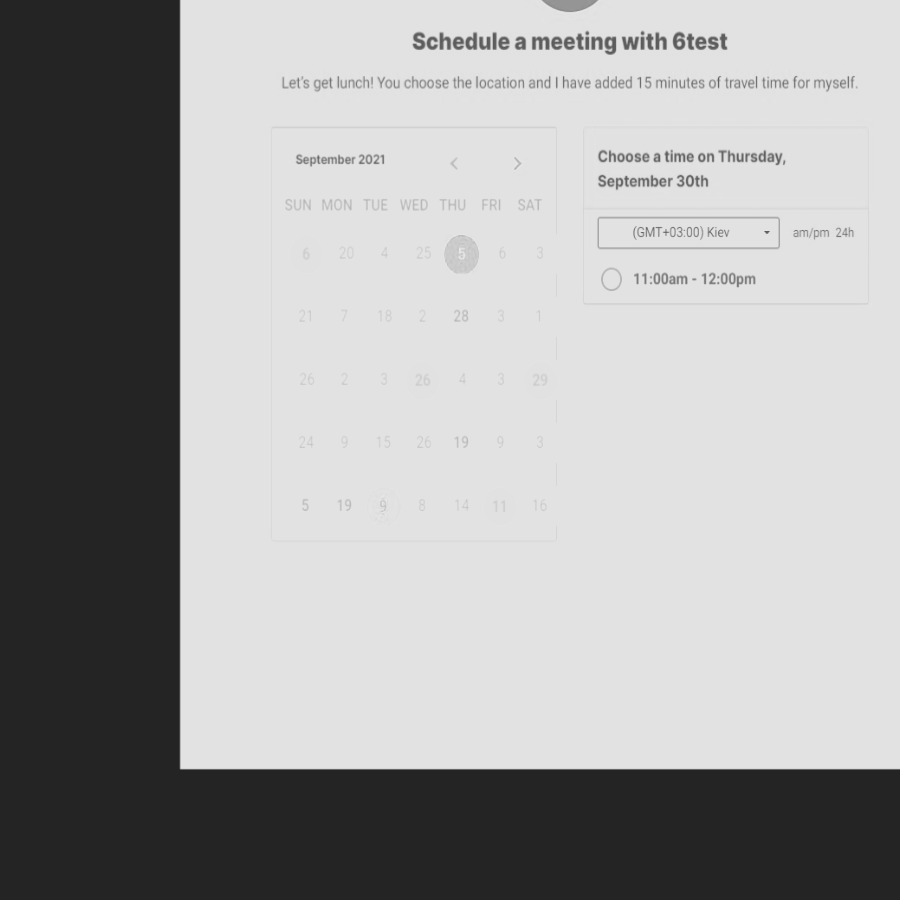 Schedule a meeting with 6test
Let's get lunch! You choose the location and I have added 15 minutes of travel time for myself.
September 2021
SUN MON TUE WED THU FRI SAT
6 20 4 25 5 6 3
21 7 18 2 28 3 1
26 2 3 26 4 3 29
24 9 15 26 19 9 3
5 19 9 8 14 11 16
Choose a time on Thursday,
September 30th
(GMT+03:00) Kiev am/pm 24h
11:00am - 12:00pm